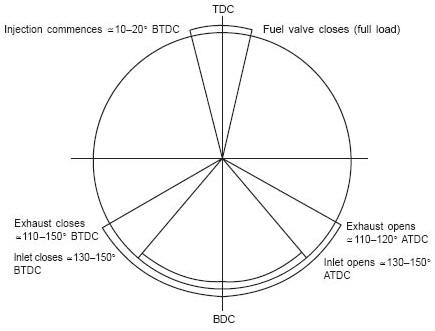 TDC
Injection commences ≃10–20° BTDC
Fuel valve closes (full load)
Exhaust closes
≃110–150° BTDC
Inlet closes ≃130–150°
BTDC
Exhaust opens
≃110–120° ATDC
Inlet opens ≃130–150°
ATDC
BDC